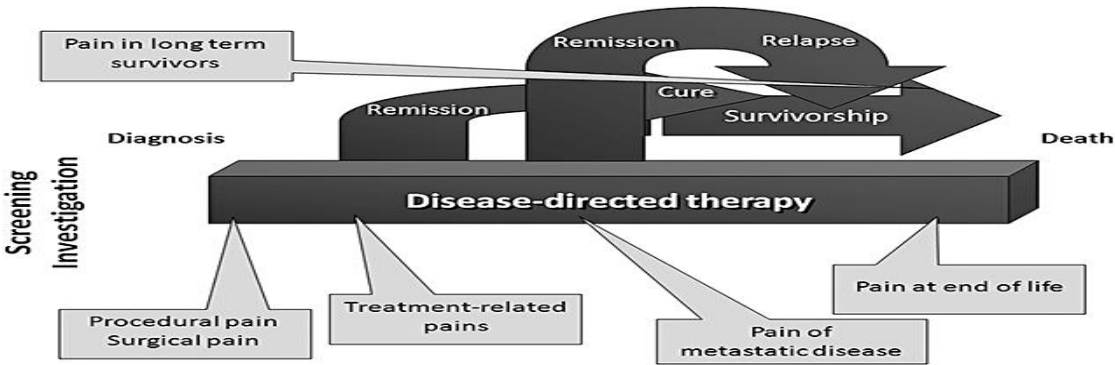 Pain in long term
survivors
Remission
Relapse
Cure
Remission
Survivorship
Diagnosis
Death
Screening
Investigation
Disease-directed therapy
Procedural pain
Surgical pain
Treatment-related
pains
Pain of
metastatic disease
Pain at end of life